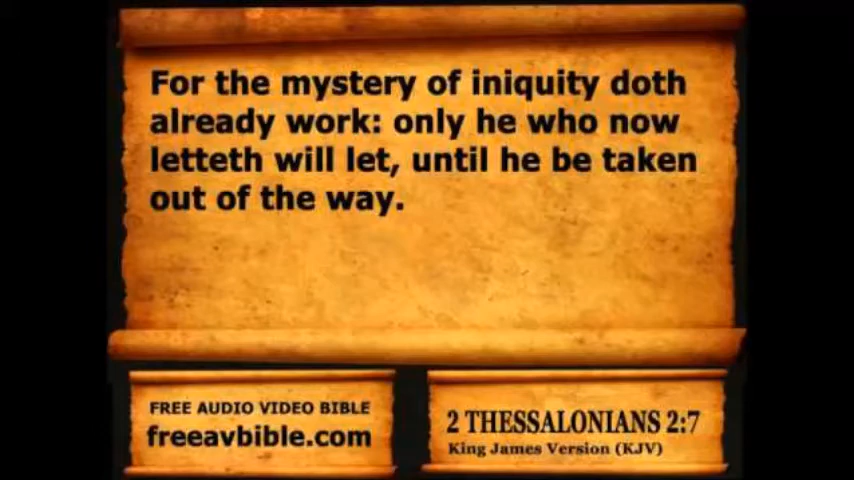 For the mystery of iniquity doth
already work: only he who now
letteth will let, until he be taken
out of the way.
FREE AUDIO VIDEO BIBLE
freeavbible.com
2 THESSALONIANS 2:7
King James Version (KJV)